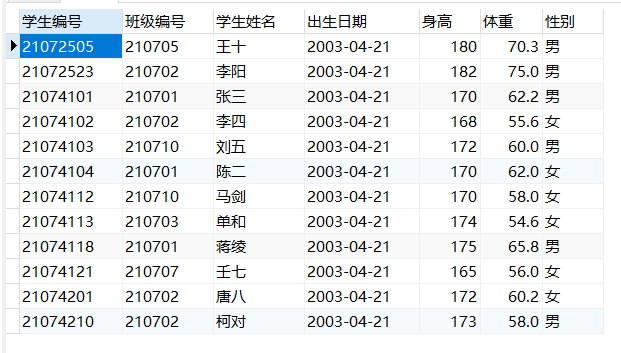 学生编号 班级编号 学生姓名 出生日期 身高 体重 性别
21072505 210705 王十 2003-04-21 180 70.3 男
21072523 210702 李阳 2003-04-21 182 75.0 男
21074101 210701 张三 2003-04-21 170 62.2 男
21074102 210702 李四 2003-04-21 168 55.6 女
21074103 210710 刘五 2003-04-21 172 60.0 男
21074104 210701 陈二 2003-04-21 170 62.0 女
21074112 210710 马剑 2003-04-21 170 58.0 女
21074113 210703 单和 2003-04-21 174 54.6 女
21074118 210701 蒋绫 2003-04-21 175 65.8 男
21074121 210707 王七 2003-04-21 165 56.0 女
21074201 210702 唐八 2003-04-21 172 60.2 女
21074210 210702 柯对 2003-04-21 173 58.0 男